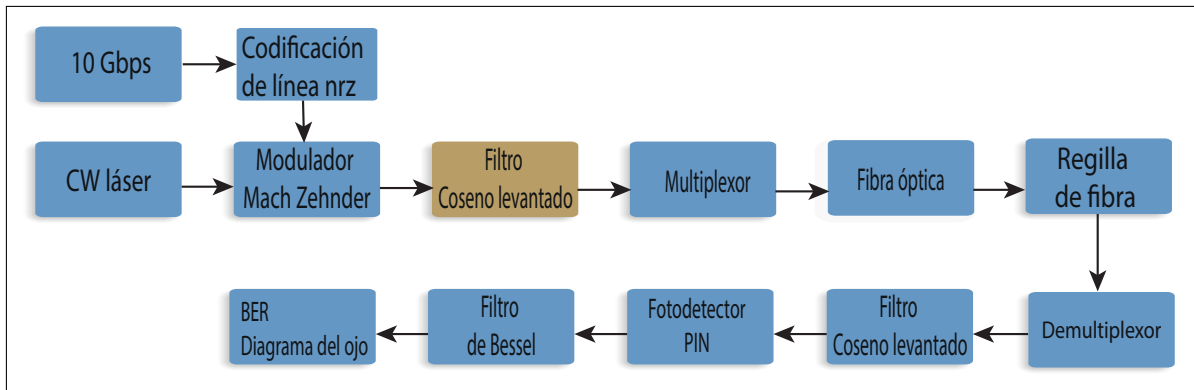 10 Gbps
Codificación
de línea nrz
CW láser
Modulador
Mach Zehnder
Filtro
Coseno levantado
Multiplexor
Fibra óptica
Regilla
de fibra
BER
Diagrama del ojo
Filtro
de Bessel
Fotodetector
PIN
Filtro
Coseno levantado
Demultiplexor